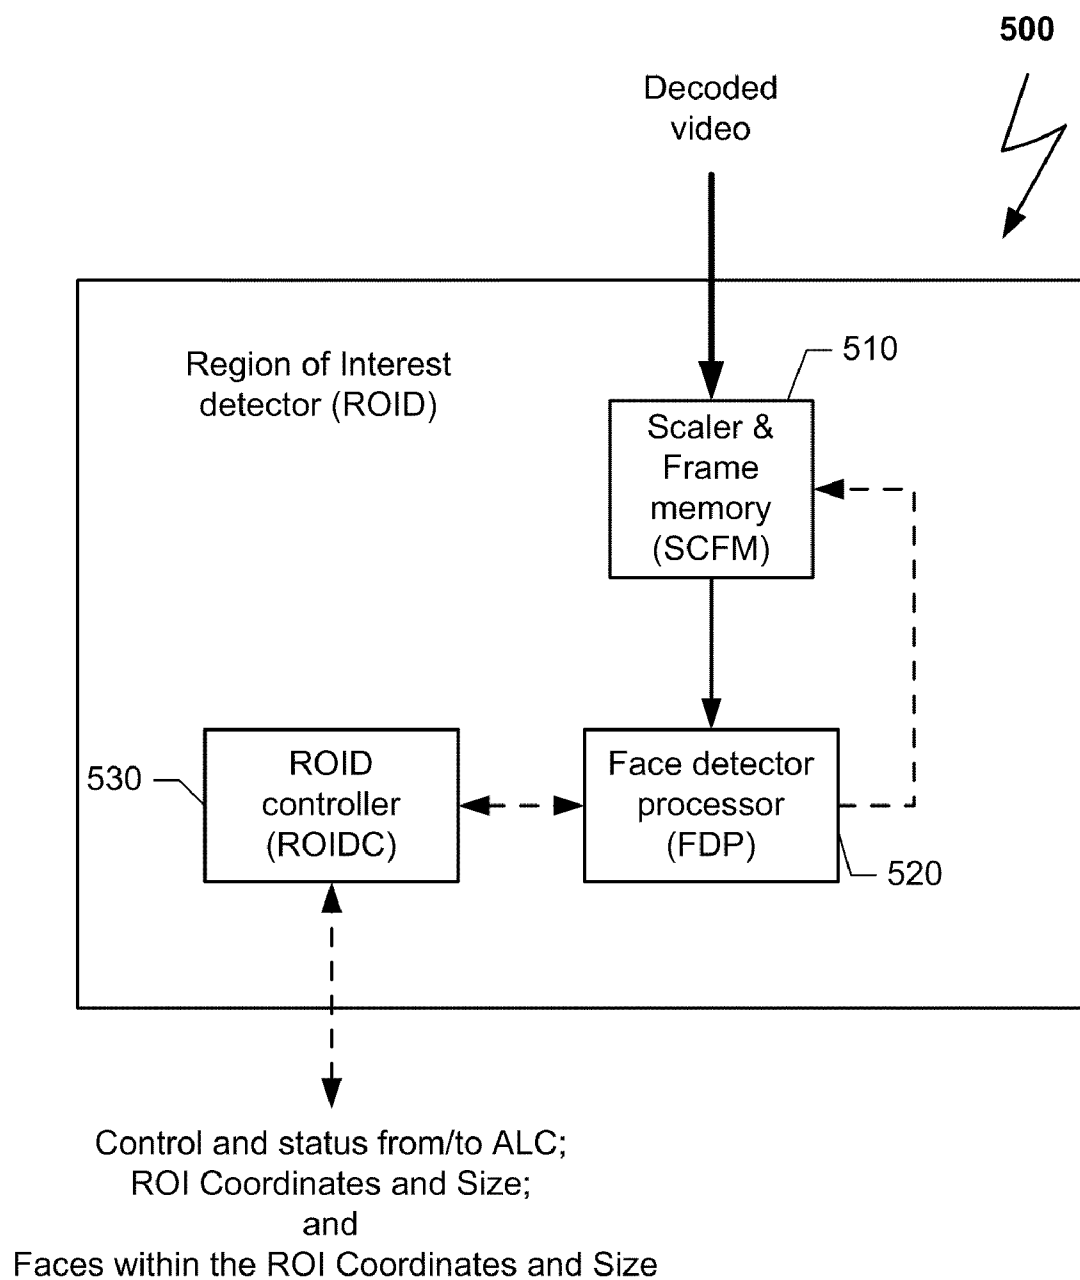 500
Decoded
video
Region of Interest
detector (ROID)
510
Scaler &
Frame
memory
(SCFM)
530
ROID
controller
(ROIDC)
Face detector
processor
(FDP)
520
Control and status from/to ALC;
ROI Coordinates and Size;
and
Faces within the ROI Coordinates and Size